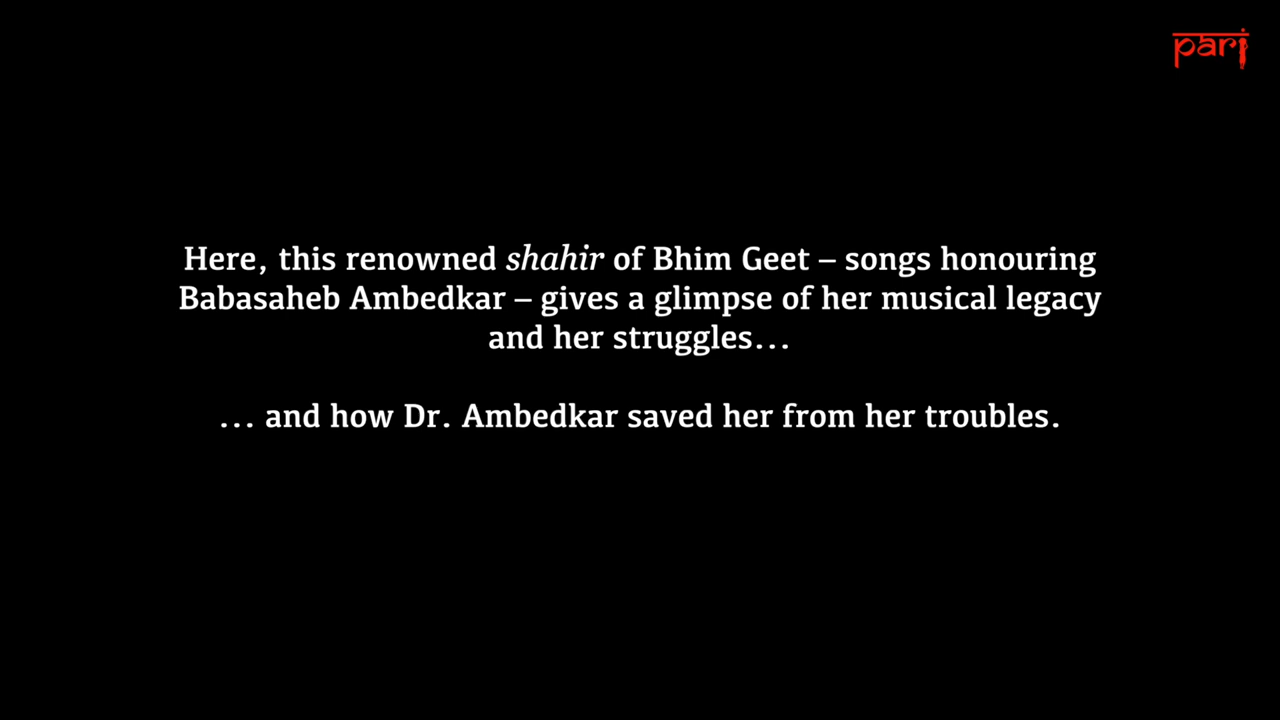 pari
Here, this renowned shahir of Bhim Geet – songs honouring
Babasaheb Ambedkar – gives a glimpse of her musical legacy
and her struggles...
... and how Dr. Ambedkar saved her from her troubles.